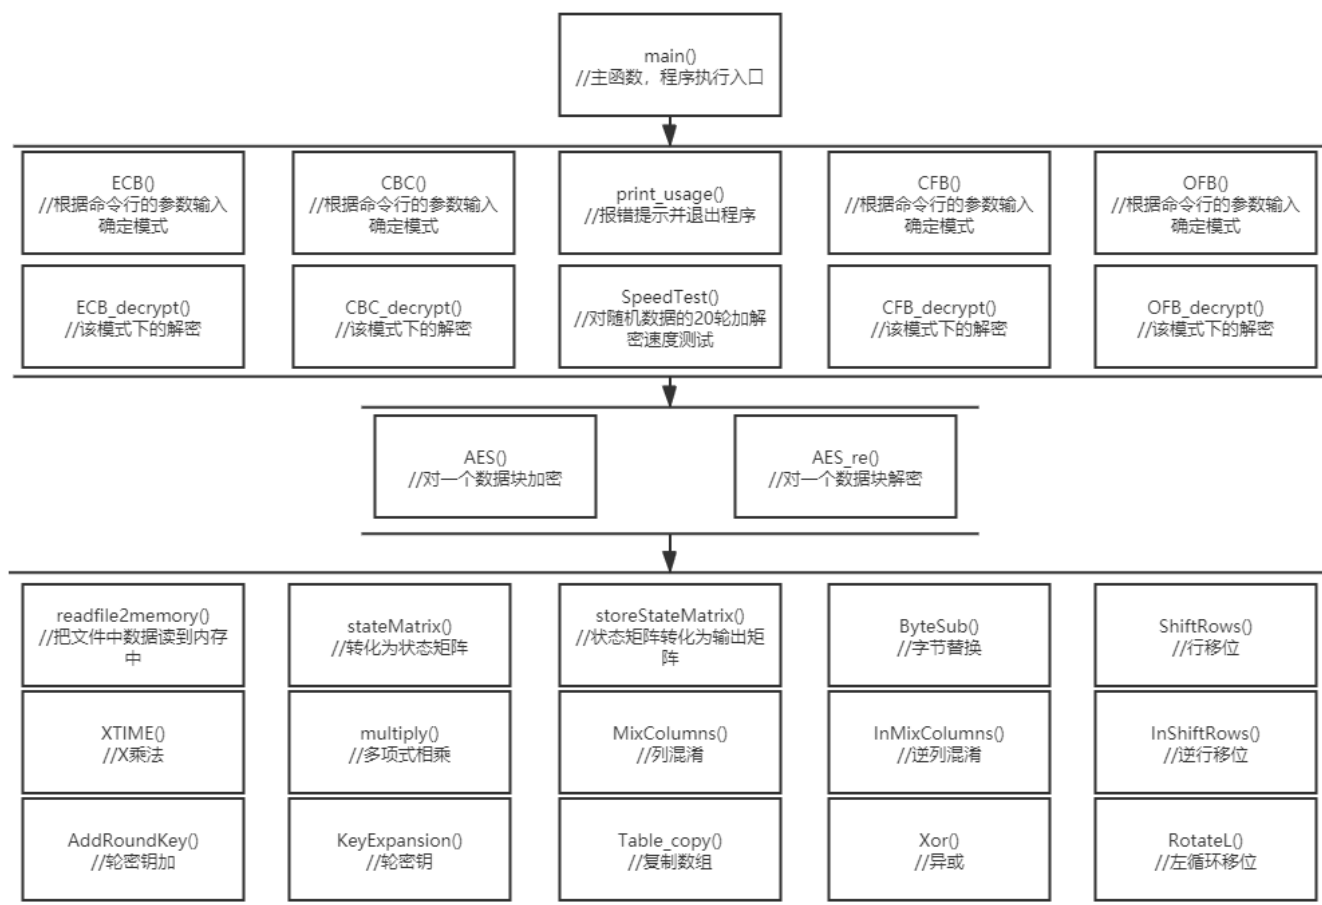 main()
//主函数，程序执行入口
ECB()
//根据命令行的参数输入
确定模式
CBC()
//根据命令行的参数输入
确定模式
print_usage()
//报错提示并退出程序
CFB()
//根据命令行的参数输入
确定模式
OFB()
//根据命令行的参数输入
确定模式
ECB_decrypt()
//该模式下的解密
CBC_decrypt()
//该模式下的解密
SpeedTest()
//对随机数据的20轮加解
密速度测试
CFB_decrypt()
//该模式下的解密
OFB_decrypt()
//该模式下的解密
AES()
//对一个数据块加密
AES_re()
//对一个数据块解密
readfile2memory()
//把文件中数据读到内存
中
stateMatrix()
//转化为状态矩阵
storeStateMatrix()
//状态矩阵转化为输出矩
阵
ByteSub()
//字节替换
ShiftRows()
//行移位
XTIME()
//X乘法
multiply()
//多项式相乘
MixColumns()
//列混淆
InMixColumns()
//逆列混淆
InShiftRows()
//逆行移位
AddRoundKey()
//轮密钥加
KeyExpansion()
//轮密钥
Table_copy()
//复制数组
Xor()
//异或
RotateL()
//左循环移位